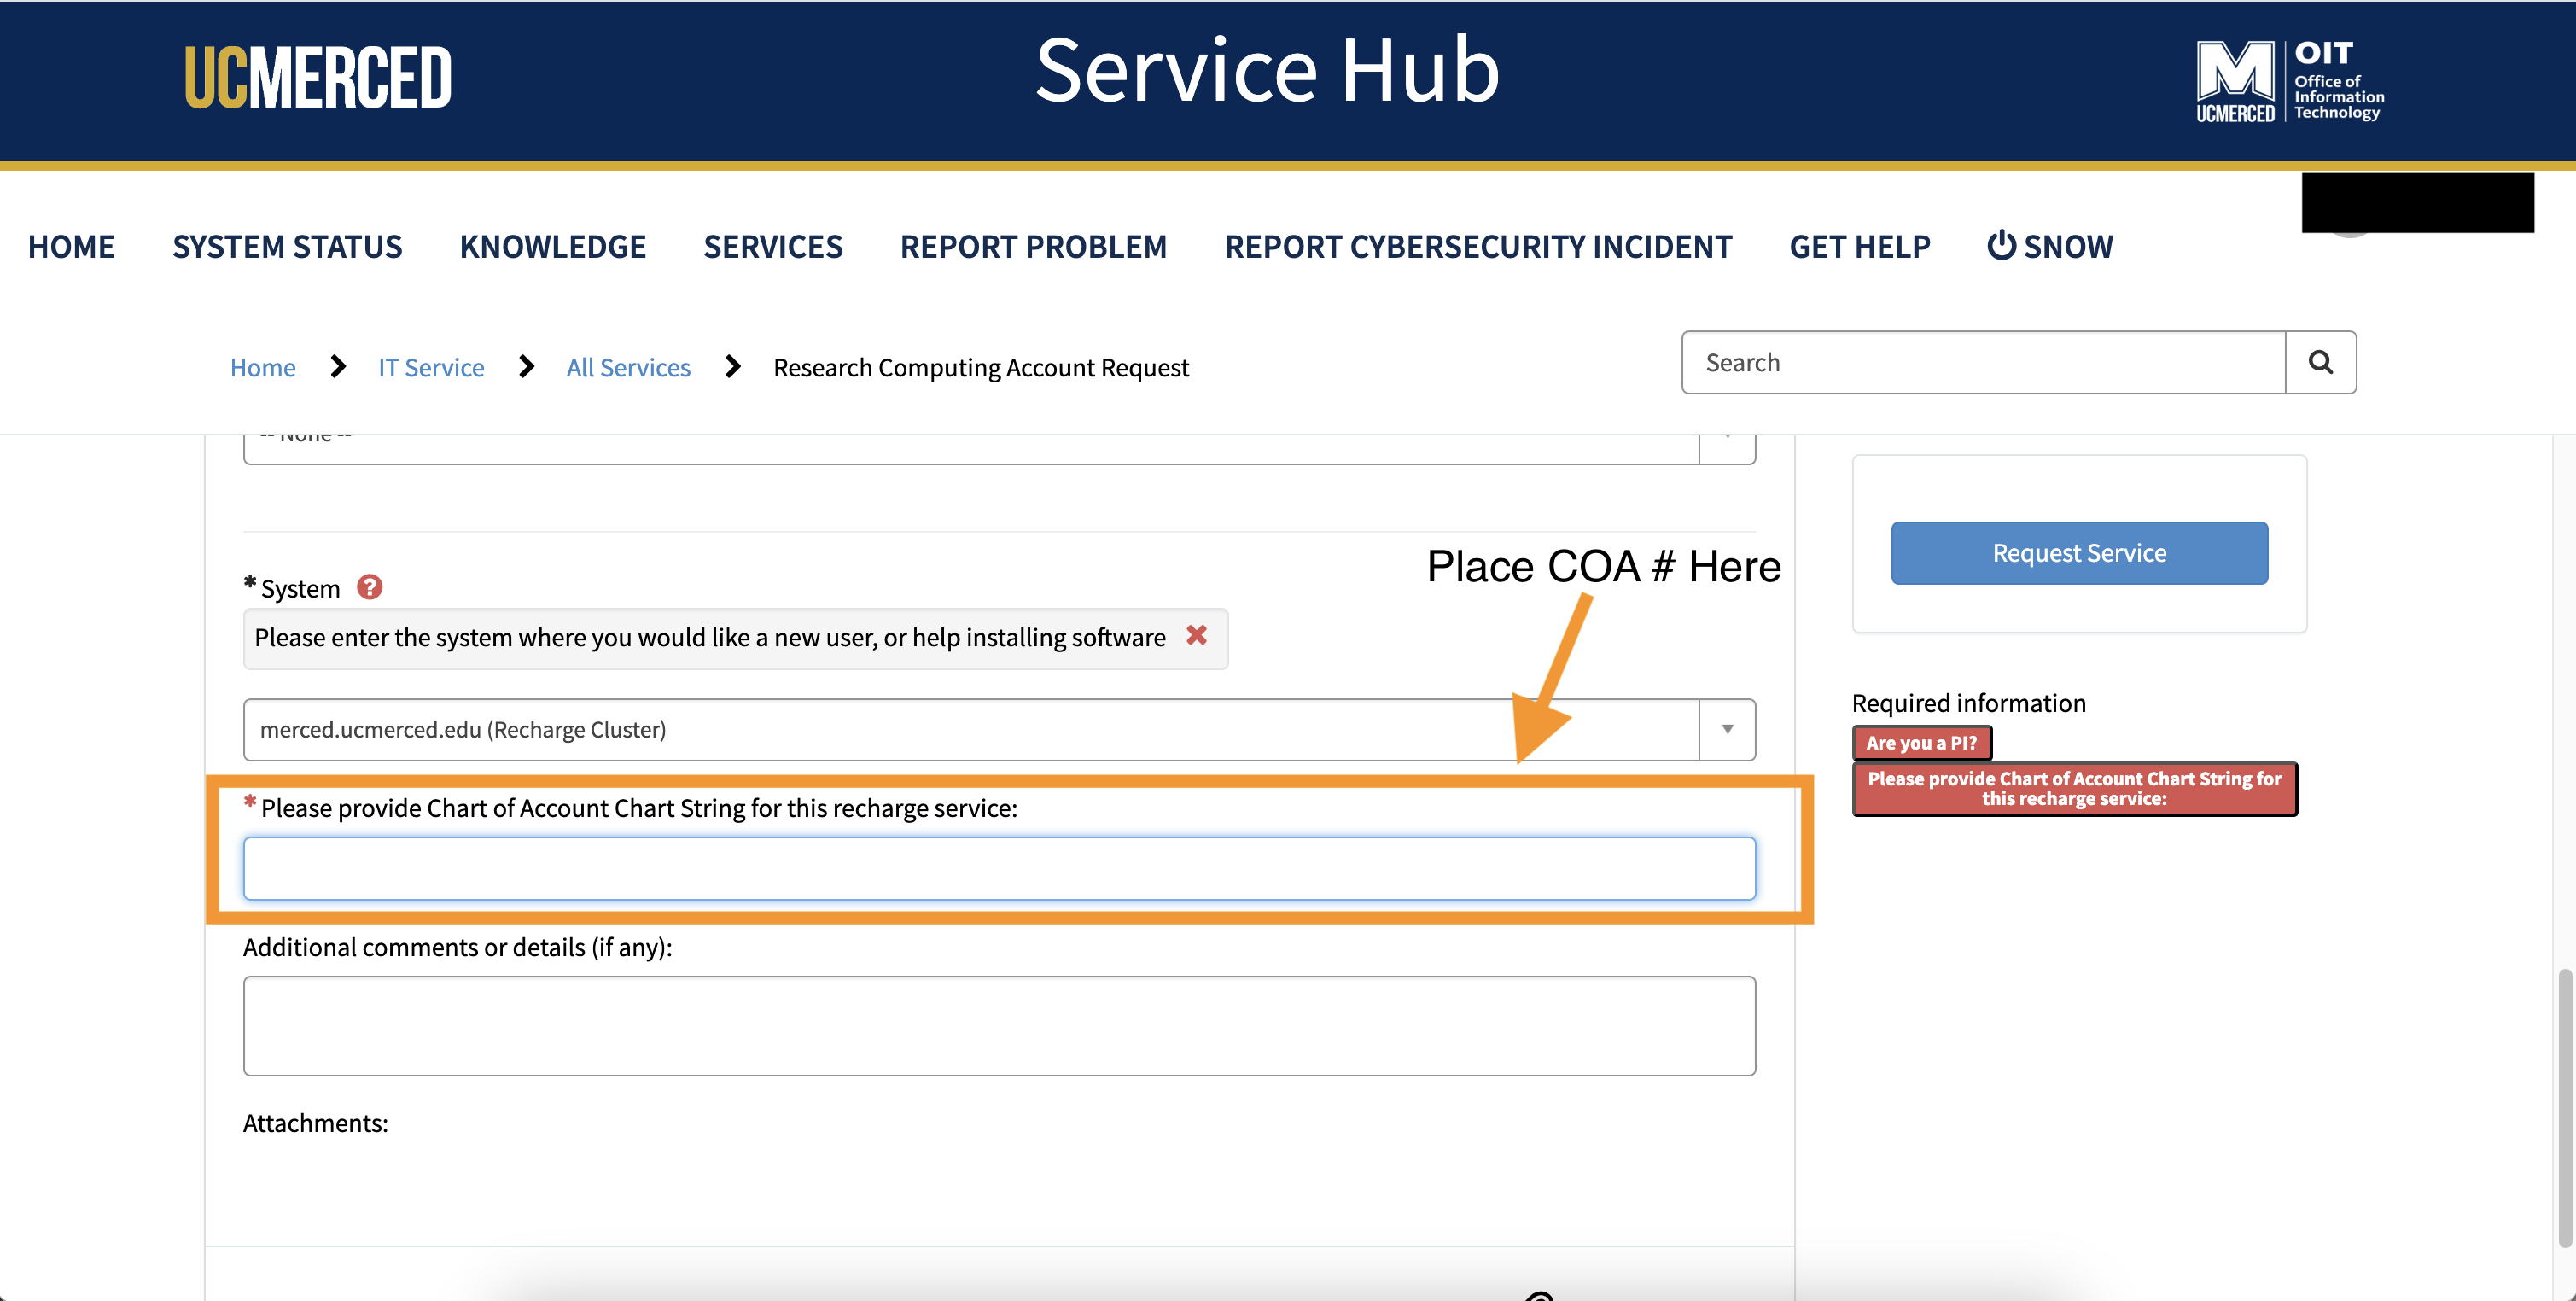 UCMERCED
Service Hub
M
UCMERCED
OIT
Office of
Information
Technology
HOME SYSTEM STATUS KNOWLEDGE SERVICES REPORT PROBLEM REPORT CYBERSECURITY INCIDENT GET HELP SNOW
Home IT Service All Services Research Computing Account Request
Search
-- None --
Place COA # Here
Request Service
* System ?
Please enter the system where you would like a new user, or help installing software
merced.ucmerced.edu (Recharge Cluster)
Required information
Are you a PI?
Please provide Chart of Account Chart String for
this recharge service:
* Please provide Chart of Account Chart String for this recharge service:
Additional comments or details (if any):
Attachments: